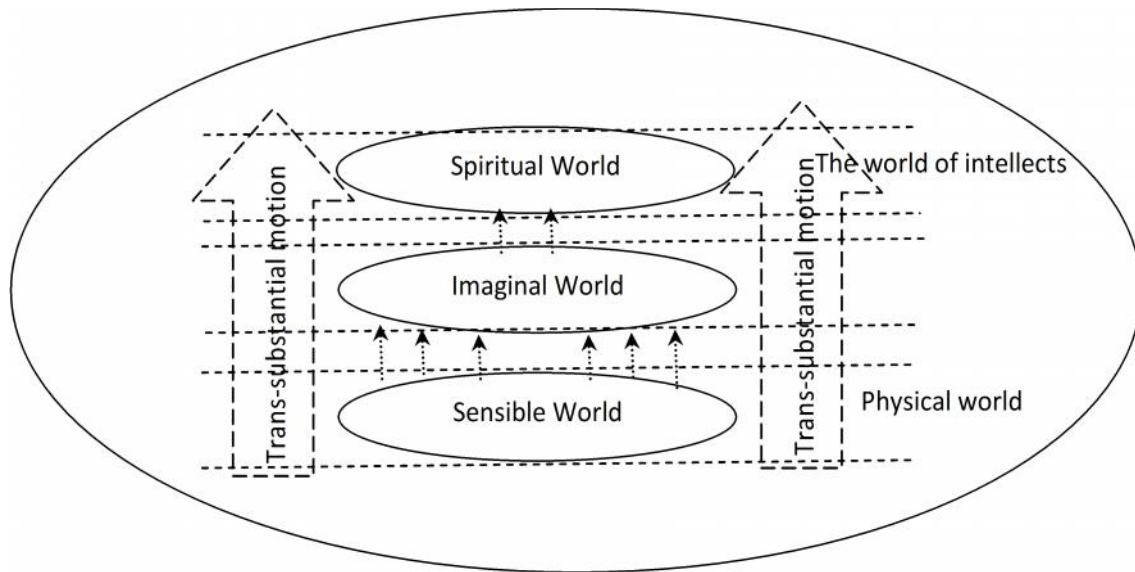 Spiritual World
The world of intellects
Trans-substantial motion
Trans-substantial motion
Imaginal World
Sensible World
Physical world